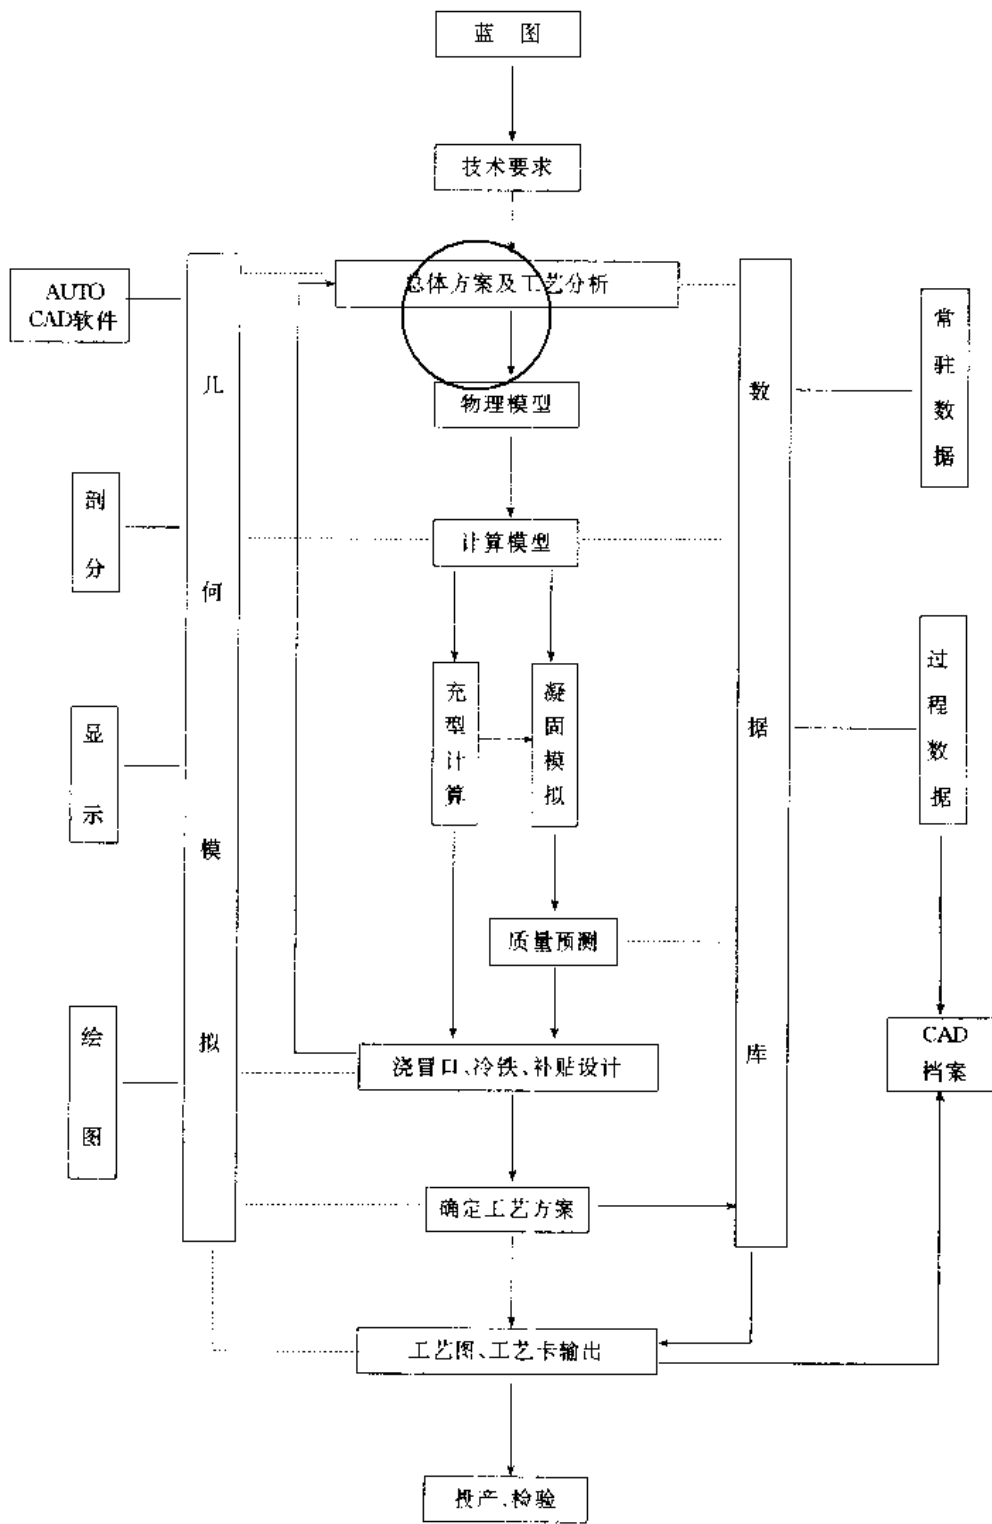 蓝 图
技术要求
总体方案及工艺分析
AUTO
CAD软件
几何模拟
数据库
常驻数据
物理模型
剖分
计算模型
过程数据
充型计算
凝固模拟
显示
质量预测
绘图
CAD
档案
浇冒口、冷铁、补贴设计
确定工艺方案
工艺图、工艺卡输出
投产、检验